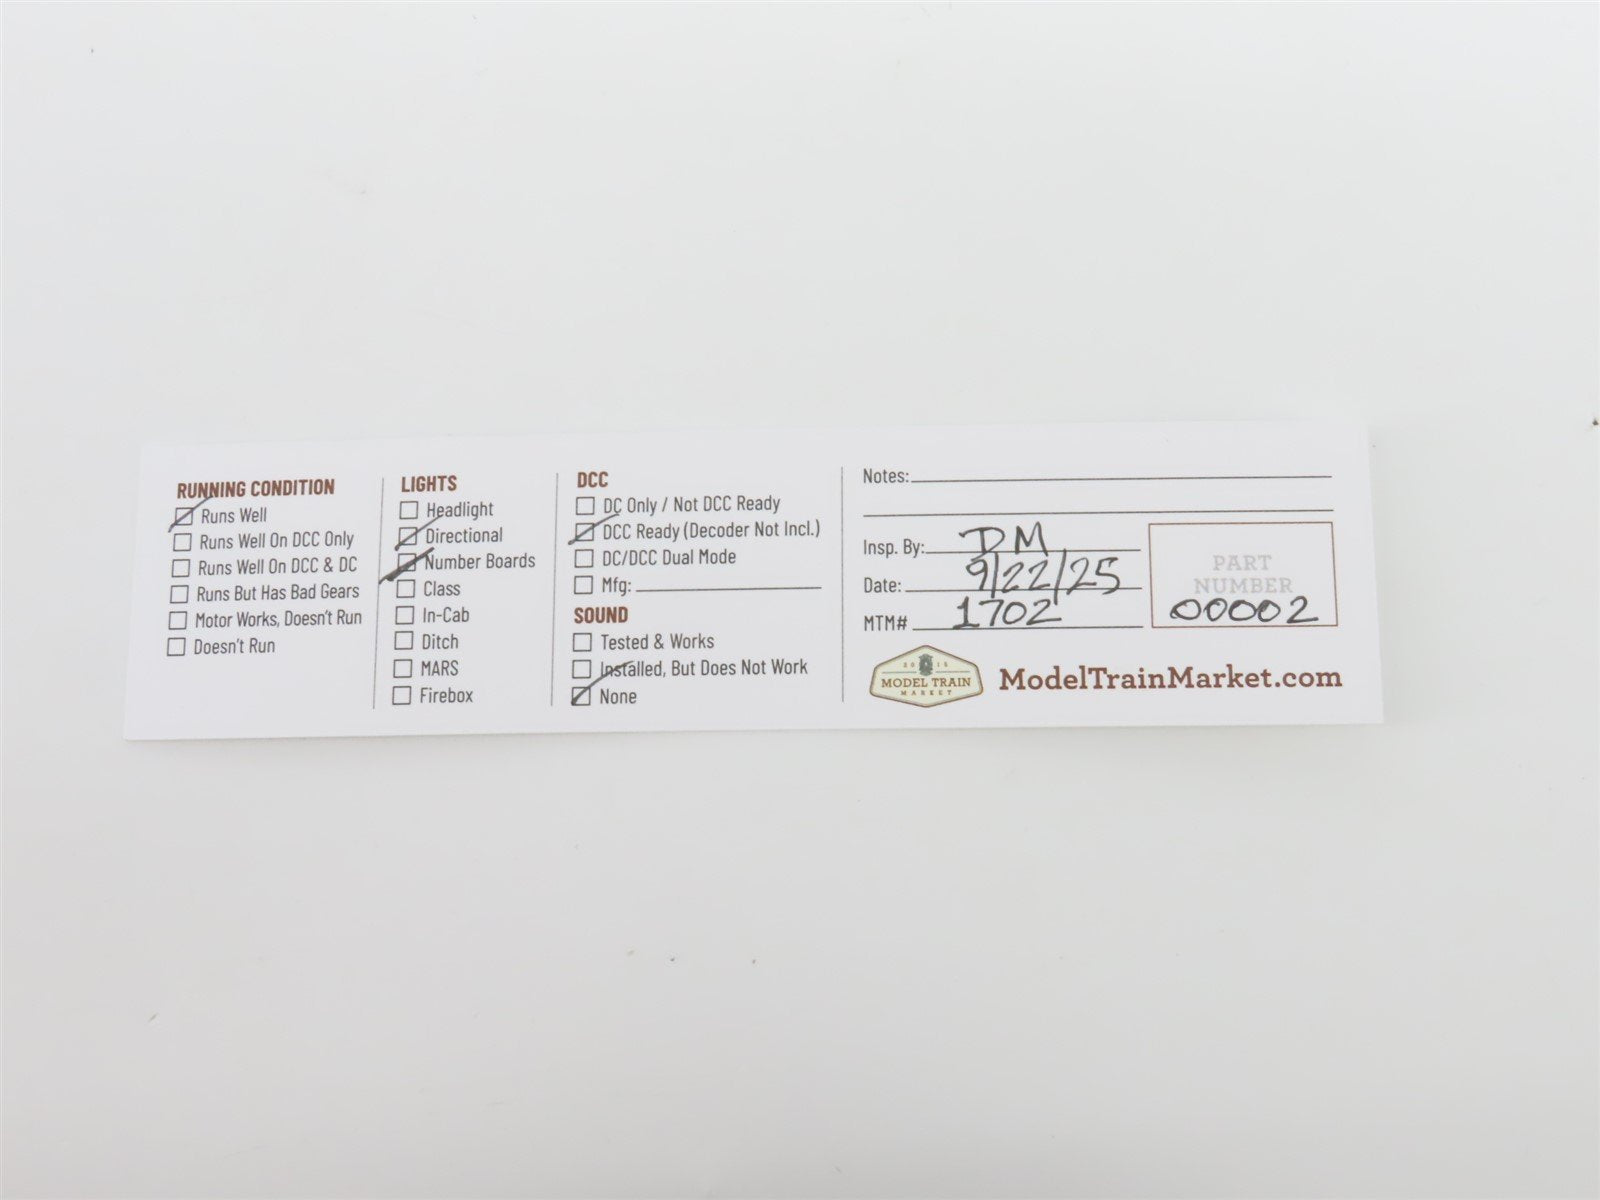 RUNNING CONDITION
Runs Well
Runs Well On DCC Only
Runs Well On DCC & DC
Runs But Has Bad Gears
Motor Works, Doesn't Run
Doesn't Run
LIGHTS
Headlight
Directional
Number Boards
Class
In-Cab
Ditch
MARS
Firebox
DCC
DC Only / Not DCC Ready
DCC Ready (Decoder Not Incl.)
DC/DCC Dual Mode
Mfg:
SOUND
Tested & Works
Installed, But Does Not Work
None
Notes:
Insp. By: DM
Date: 9/22/25
MTM# 1702
PART
NUMBER
00002
2015
MODEL TRAIN
MARKET
ModelTrainMarket.com